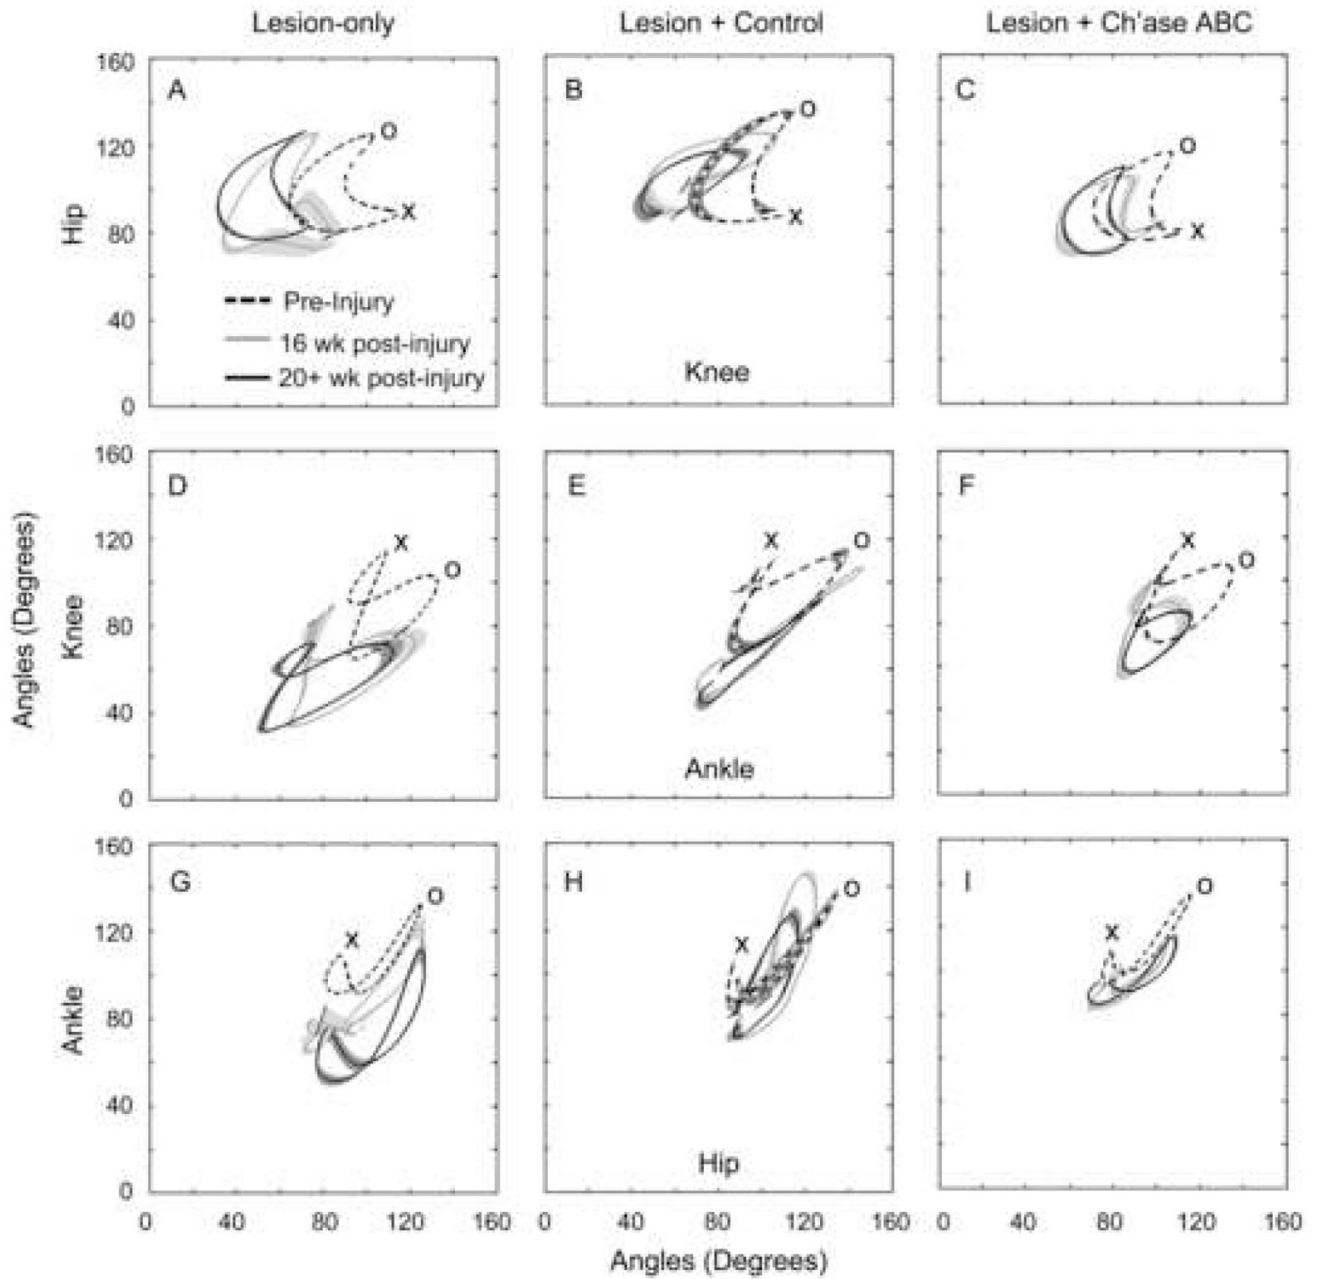 Lesion-only Lesion + Control Lesion + Ch'ase ABC
160 A B C
O O O
120
X X X
80
Hip
Pre-Injury
40 16 wk post-injury
20+ wk post-injury Knee
0
160
D E F
120 X O X O X O
80
Knee
40
Ankle
0
Angles (Degrees)
160
G H I
O O O
120 X X X
80
Ankle
40
Hip
0
0 40 80 120 160 0 40 80 120 160 0 40 80 120 160
Angles (Degrees)